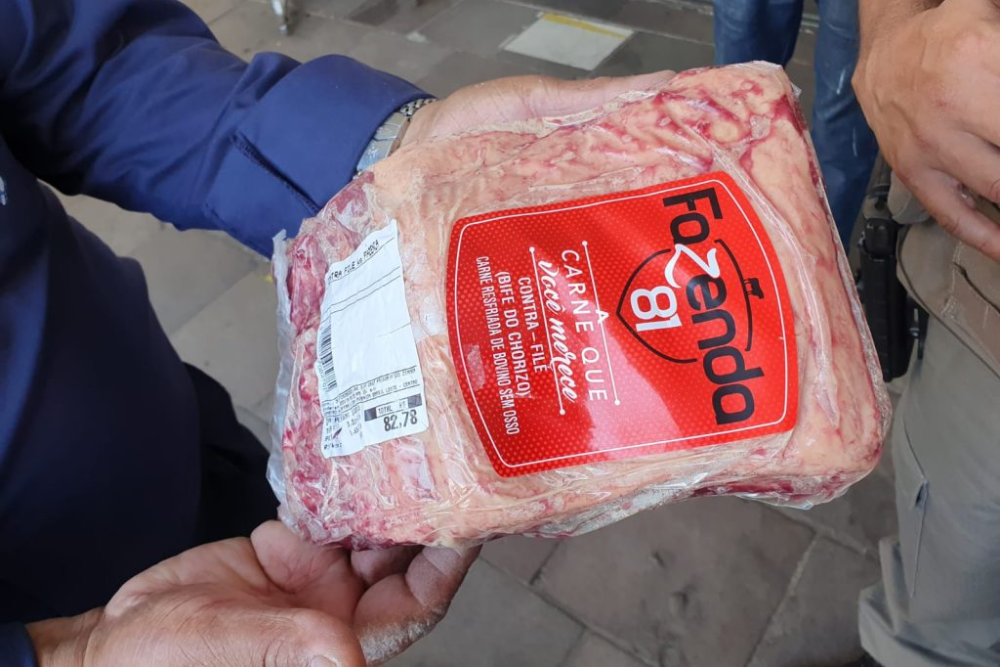 Fazenda
81
A
CARNE QUE
você merece
CONTRA-FILÉ
(BIFE DO CHORIZO)
CARNE RESFRIADA DE BOVINO SEM OSSO
TOTAL R$
82,78